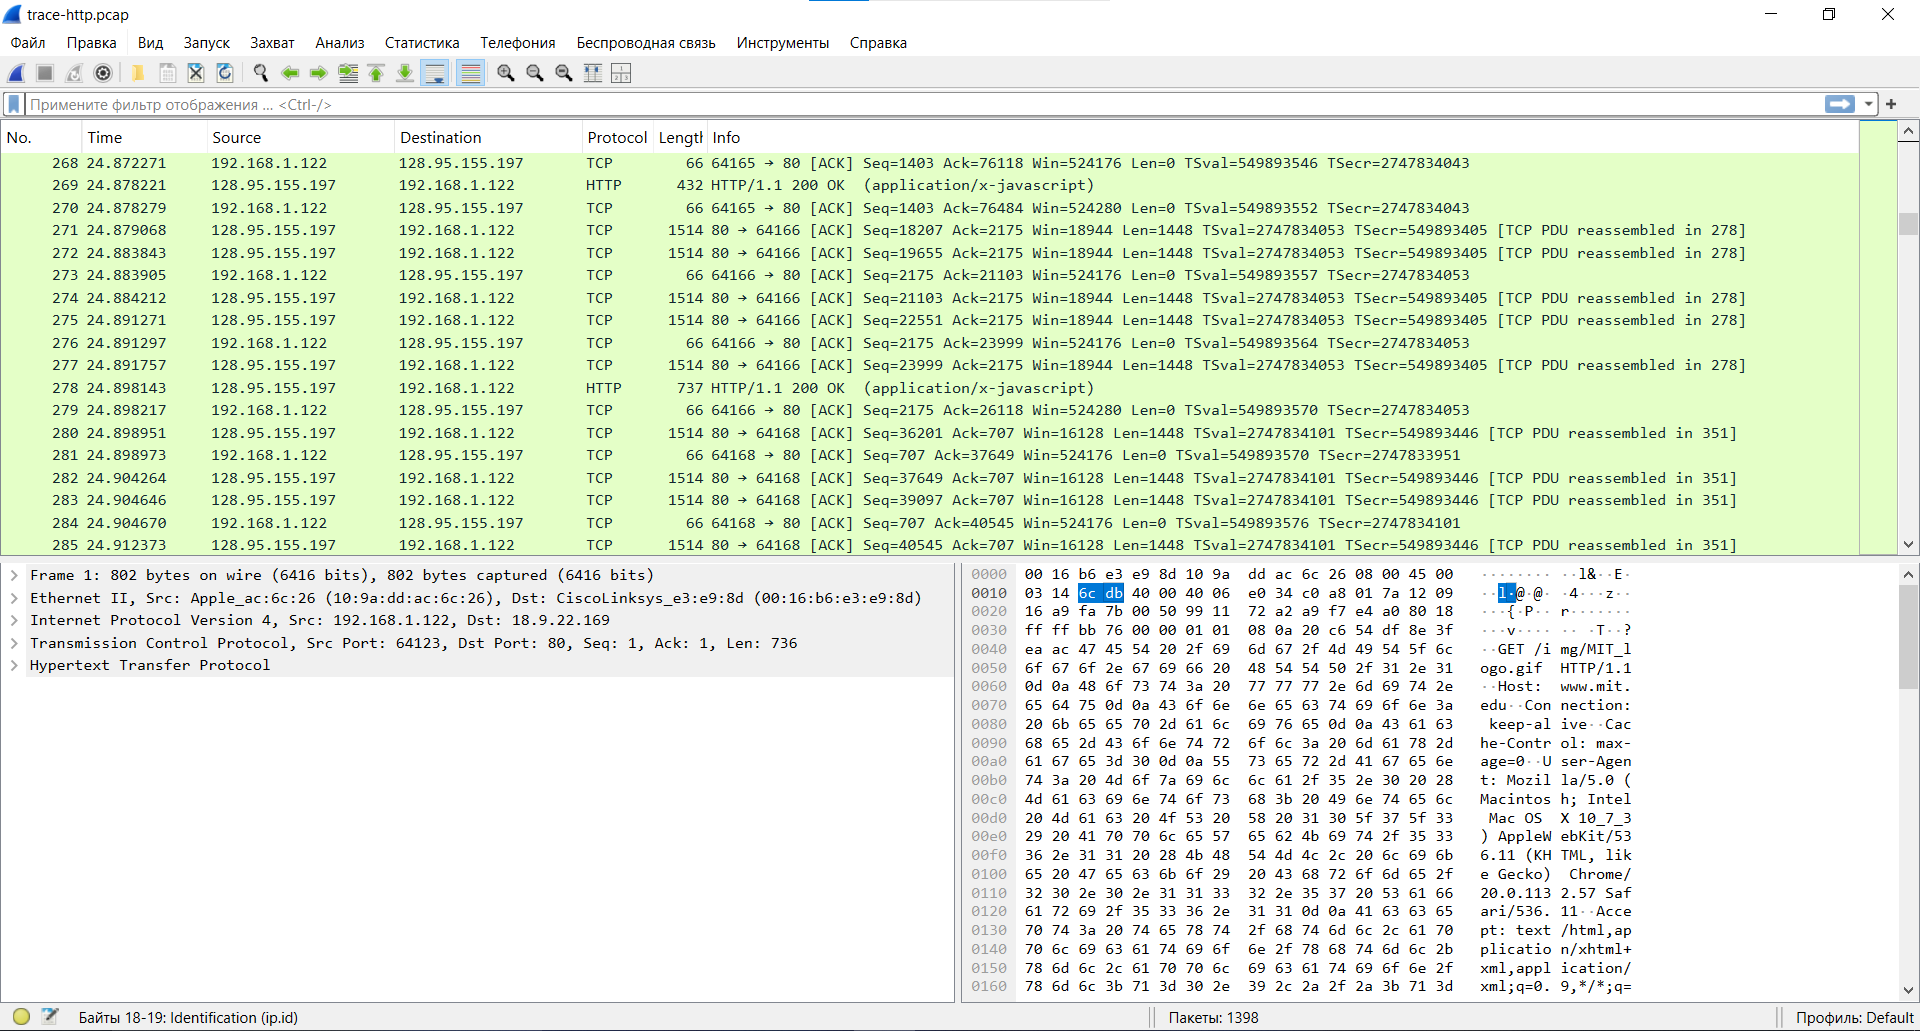 trace-http.pcap
Файл Правка Вид Запуск Захват Анализ Статистика Телефония Беспроводная связь Инструменты Справка
Примените фильтр отображения ... <Ctrl-/>
No. Time Source Destination Protocol Length Info
268 24.872271 192.168.1.122 128.95.155.197 TCP 66 64165 → 80 [ACK] Seq=1403 Ack=76118 Win=524176 Len=0 TSval=549893546 TSecr=2747834043
269 24.878221 128.95.155.197 192.168.1.122 HTTP 432 HTTP/1.1 200 OK (application/x-javascript)
270 24.878279 192.168.1.122 128.95.155.197 TCP 66 64165 → 80 [ACK] Seq=1403 Ack=76484 Win=524280 Len=0 TSval=549893552 TSecr=2747834043
271 24.879068 128.95.155.197 192.168.1.122 TCP 1514 80 → 64166 [ACK] Seq=18207 Ack=2175 Win=18944 Len=1448 TSval=2747834053 TSecr=549893405 [TCP PDU reassembled in 278]
272 24.883843 128.95.155.197 192.168.1.122 TCP 1514 80 → 64166 [ACK] Seq=19655 Ack=2175 Win=18944 Len=1448 TSval=2747834053 TSecr=549893405 [TCP PDU reassembled in 278]
273 24.883905 192.168.1.122 128.95.155.197 TCP 66 64166 → 80 [ACK] Seq=2175 Ack=21103 Win=524176 Len=0 TSval=549893557 TSecr=2747834053
274 24.884212 128.95.155.197 192.168.1.122 TCP 1514 80 → 64166 [ACK] Seq=21103 Ack=2175 Win=18944 Len=1448 TSval=2747834053 TSecr=549893405 [TCP PDU reassembled in 278]
275 24.891271 128.95.155.197 192.168.1.122 TCP 1514 80 → 64166 [ACK] Seq=22551 Ack=2175 Win=18944 Len=1448 TSval=2747834053 TSecr=549893405 [TCP PDU reassembled in 278]
276 24.891297 192.168.1.122 128.95.155.197 TCP 66 64166 → 80 [ACK] Seq=2175 Ack=23999 Win=524176 Len=0 TSval=549893564 TSecr=2747834053
277 24.891757 128.95.155.197 192.168.1.122 TCP 1514 80 → 64166 [ACK] Seq=23999 Ack=2175 Win=18944 Len=1448 TSval=2747834053 TSecr=549893405 [TCP PDU reassembled in 278]
278 24.898143 128.95.155.197 192.168.1.122 HTTP 737 HTTP/1.1 200 OK (application/x-javascript)
279 24.898217 192.168.1.122 128.95.155.197 TCP 66 64166 → 80 [ACK] Seq=2175 Ack=26118 Win=524280 Len=0 TSval=549893570 TSecr=2747834053
280 24.898951 128.95.155.197 192.168.1.122 TCP 1514 80 → 64168 [ACK] Seq=36201 Ack=707 Win=16128 Len=1448 TSval=2747834101 TSecr=549893446 [TCP PDU reassembled in 351]
281 24.898973 192.168.1.122 128.95.155.197 TCP 66 64168 → 80 [ACK] Seq=707 Ack=37649 Win=524176 Len=0 TSval=549893570 TSecr=2747833951
282 24.904264 128.95.155.197 192.168.1.122 TCP 1514 80 → 64168 [ACK] Seq=37649 Ack=707 Win=16128 Len=1448 TSval=2747834101 TSecr=549893446 [TCP PDU reassembled in 351]
283 24.904646 128.95.155.197 192.168.1.122 TCP 1514 80 → 64168 [ACK] Seq=39097 Ack=707 Win=16128 Len=1448 TSval=2747834101 TSecr=549893446 [TCP PDU reassembled in 351]
284 24.904670 192.168.1.122 128.95.155.197 TCP 66 64168 → 80 [ACK] Seq=707 Ack=40545 Win=524176 Len=0 TSval=549893576 TSecr=2747834101
285 24.912373 128.95.155.197 192.168.1.122 TCP 1514 80 → 64168 [ACK] Seq=40545 Ack=707 Win=16128 Len=1448 TSval=2747834101 TSecr=549893446 [TCP PDU reassembled in 351]
Frame 1: 802 bytes on wire (6416 bits), 802 bytes captured (6416 bits)
Ethernet II, Src: Apple_ac:6c:26 (10:9a:dd:ac:6c:26), Dst: CiscoLinksys_e3:e9:8d (00:16:b6:e3:e9:8d)
Internet Protocol Version 4, Src: 192.168.1.122, Dst: 18.9.22.169
Transmission Control Protocol, Src Port: 64123, Dst Port: 80, Seq: 1, Ack: 1, Len: 736
Hypertext Transfer Protocol
0000 00 16 b6 e3 e9 8d 10 9a dd ac 6c 26 08 00 45 00 ········ ··l&··E·
0010 03 14 6c db 40 00 40 06 e0 34 c0 a8 01 7a 12 09 ··l·@·@· ·4···z··
0020 16 a9 fa 7b 00 50 99 11 72 a2 a9 f7 e4 a0 80 18 ···{·P·· r·······
0030 ff ff bb 76 00 00 01 01 08 0a 20 c6 54 df 8e 3f ···v···· ·· ·T··?
0040 ea ac 47 45 54 20 2f 69 6d 67 2f 4d 49 54 5f 6c ··GET /i mg/MIT_l
0050 6f 67 6f 2e 67 69 66 20 48 54 54 50 2f 31 2e 31 ogo.gif HTTP/1.1
0060 0d 0a 48 6f 73 74 3a 20 77 77 77 2e 6d 69 74 2e ··Host: www.mit.
0070 65 64 75 0d 0a 43 6f 6e 6e 65 63 74 69 6f 6e 3a edu··Con nection:
0080 20 6b 65 65 70 2d 61 6c 69 76 65 0d 0a 43 61 63 keep-al ive··Cac
0090 68 65 2d 43 6f 6e 74 72 6f 6c 3a 20 6d 61 78 2d he-Contr ol: max-
00a0 61 67 65 3d 30 0d 0a 55 73 65 72 2d 41 67 65 6e age=0··U ser-Agen
00b0 74 3a 20 4d 6f 7a 69 6c 6c 61 2f 35 2e 30 20 28 t: Mozil la/5.0 (
00c0 4d 61 63 69 6e 74 6f 73 68 3b 20 49 6e 74 65 6c Macintos h; Intel
00d0 20 4d 61 63 20 4f 53 20 58 20 31 30 5f 37 5f 33 Mac OS X 10_7_3
00e0 29 20 41 70 70 6c 65 57 65 62 4b 69 74 2f 35 33 ) AppleW ebKit/53
00f0 36 2e 31 31 20 28 4b 48 54 4d 4c 2c 20 6c 69 6b 6.11 (KH TML, lik
0100 65 20 47 65 63 6b 6f 29 20 43 68 72 6f 6d 65 2f e Gecko) Chrome/
0110 32 30 2e 30 2e 31 31 33 32 2e 35 37 20 53 61 66 20.0.113 2.57 Saf
0120 61 72 69 2f 35 33 36 2e 31 31 0d 0a 41 63 63 65 ari/536. 11··Acce
0130 70 74 3a 20 74 65 78 74 2f 68 74 6d 6c 2c 61 70 pt: text /html,ap
0140 70 6c 69 63 61 74 69 6f 6e 2f 78 68 74 6d 6c 2b plicatio n/xhtml+
0150 78 6d 6c 2c 61 70 70 6c 69 63 61 74 69 6f 6e 2f xml,appl ication/
0160 78 6d 6c 3b 71 3d 30 2e 39 2c 2a 2f 2a 3b 71 3d xml;q=0. 9,*/*;q=
Байты 18-19: Identification (ip.id) Пакеты: 1398 Профиль: Default